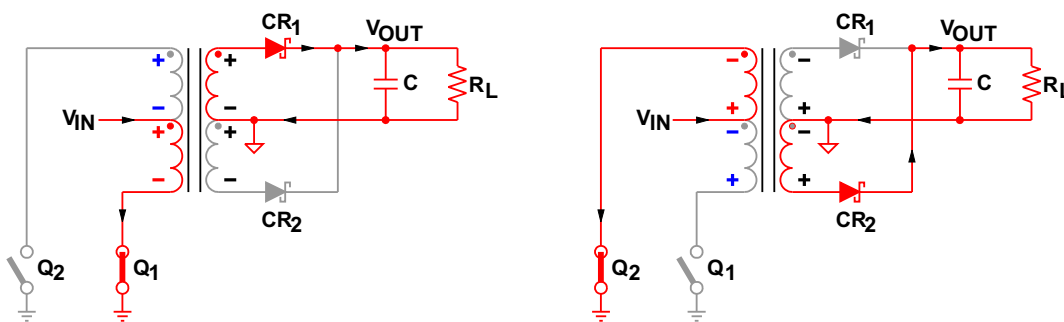 CR1
VOUT
+ + 
C RL
- -
VIN
+ +
- -
CR2
Q2 Q1
CR1
VOUT
- -
C RL
+ +
VIN
- -
+ +
CR2
Q2 Q1